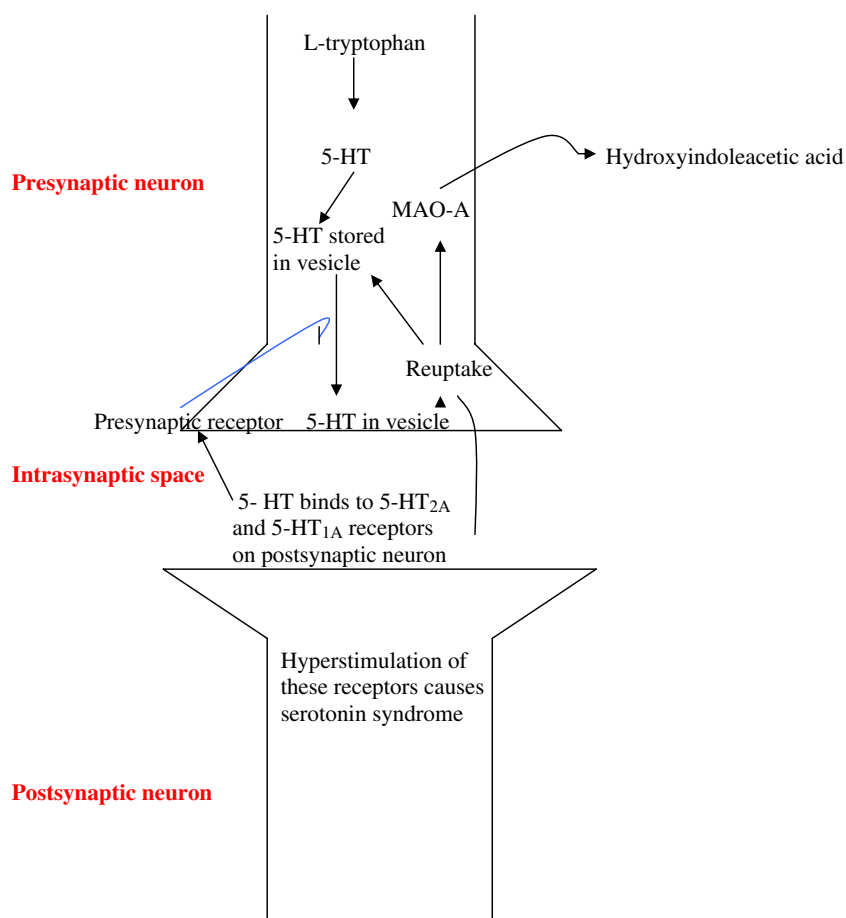 L-tryptophan
5-HT
Hydroxyindoleacetic acid
Presynaptic neuron
MAO-A
5-HT stored
in vesicle
Reuptake
Presynaptic receptor
5-HT in vesicle
Intrasynaptic space
5- HT binds to 5-HT2A
and 5-HT1A receptors
on postsynaptic neuron
Hyperstimulation of
these receptors causes
serotonin syndrome
Postsynaptic neuron